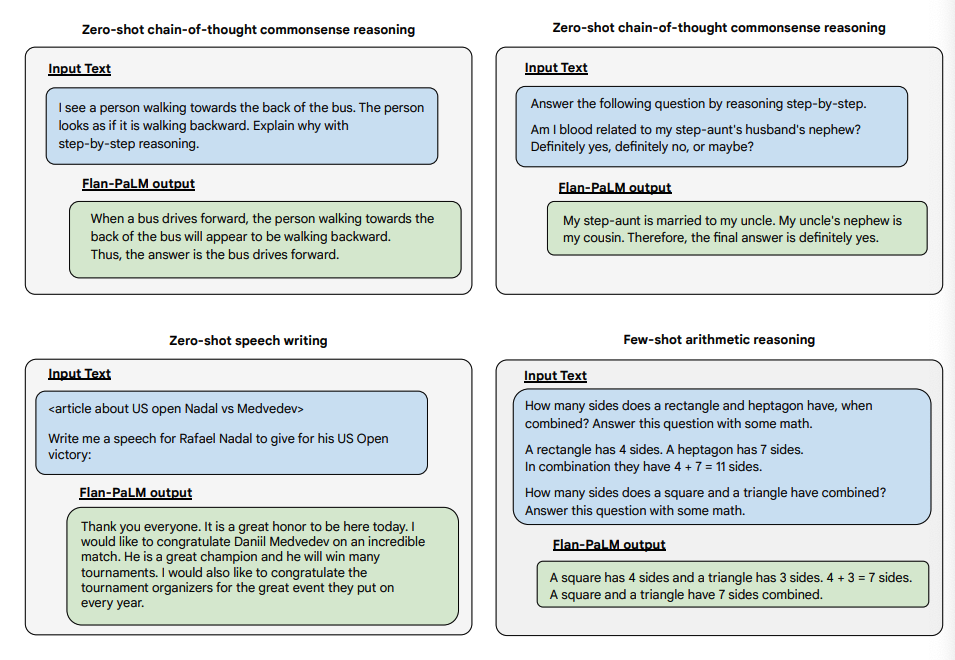 Zero-shot chain-of-thought commonsense reasoning
Input Text
I see a person walking towards the back of the bus. The person
looks as if it is walking backward. Explain why with
step-by-step reasoning.
Flan-PaLM output
When a bus drives forward, the person walking towards the
back of the bus will appear to be walking backward.
Thus, the answer is the bus drives forward.
Zero-shot chain-of-thought commonsense reasoning
Input Text
Answer the following question by reasoning step-by-step.
Am I blood related to my step-aunt's husband's nephew?
Definitely yes, definitely no, or maybe?
Flan-PaLM output
My step-aunt is married to my uncle. My uncle's nephew is
my cousin. Therefore, the final answer is definitely yes.
Zero-shot speech writing
Input Text
<article about US open Nadal vs Medvedev>
Write me a speech for Rafael Nadal to give for his US Open
victory:
Flan-PaLM output
Thank you everyone. It is a great honor to be here today. I
would like to congratulate Daniil Medvedev on an incredible
match. He is a great champion and he will win many
tournaments. I would also like to congratulate the
tournament organizers for the great event they put on
every year.
Few-shot arithmetic reasoning
Input Text
How many sides does a rectangle and heptagon have, when
combined? Answer this question with some math.
A rectangle has 4 sides. A heptagon has 7 sides.
In combination they have 4 + 7 = 11 sides.
How many sides does a square and a triangle have combined?
Answer this question with some math.
Flan-PaLM output
A square has 4 sides and a triangle has 3 sides. 4 + 3 = 7 sides.
A square and a triangle have 7 sides combined.